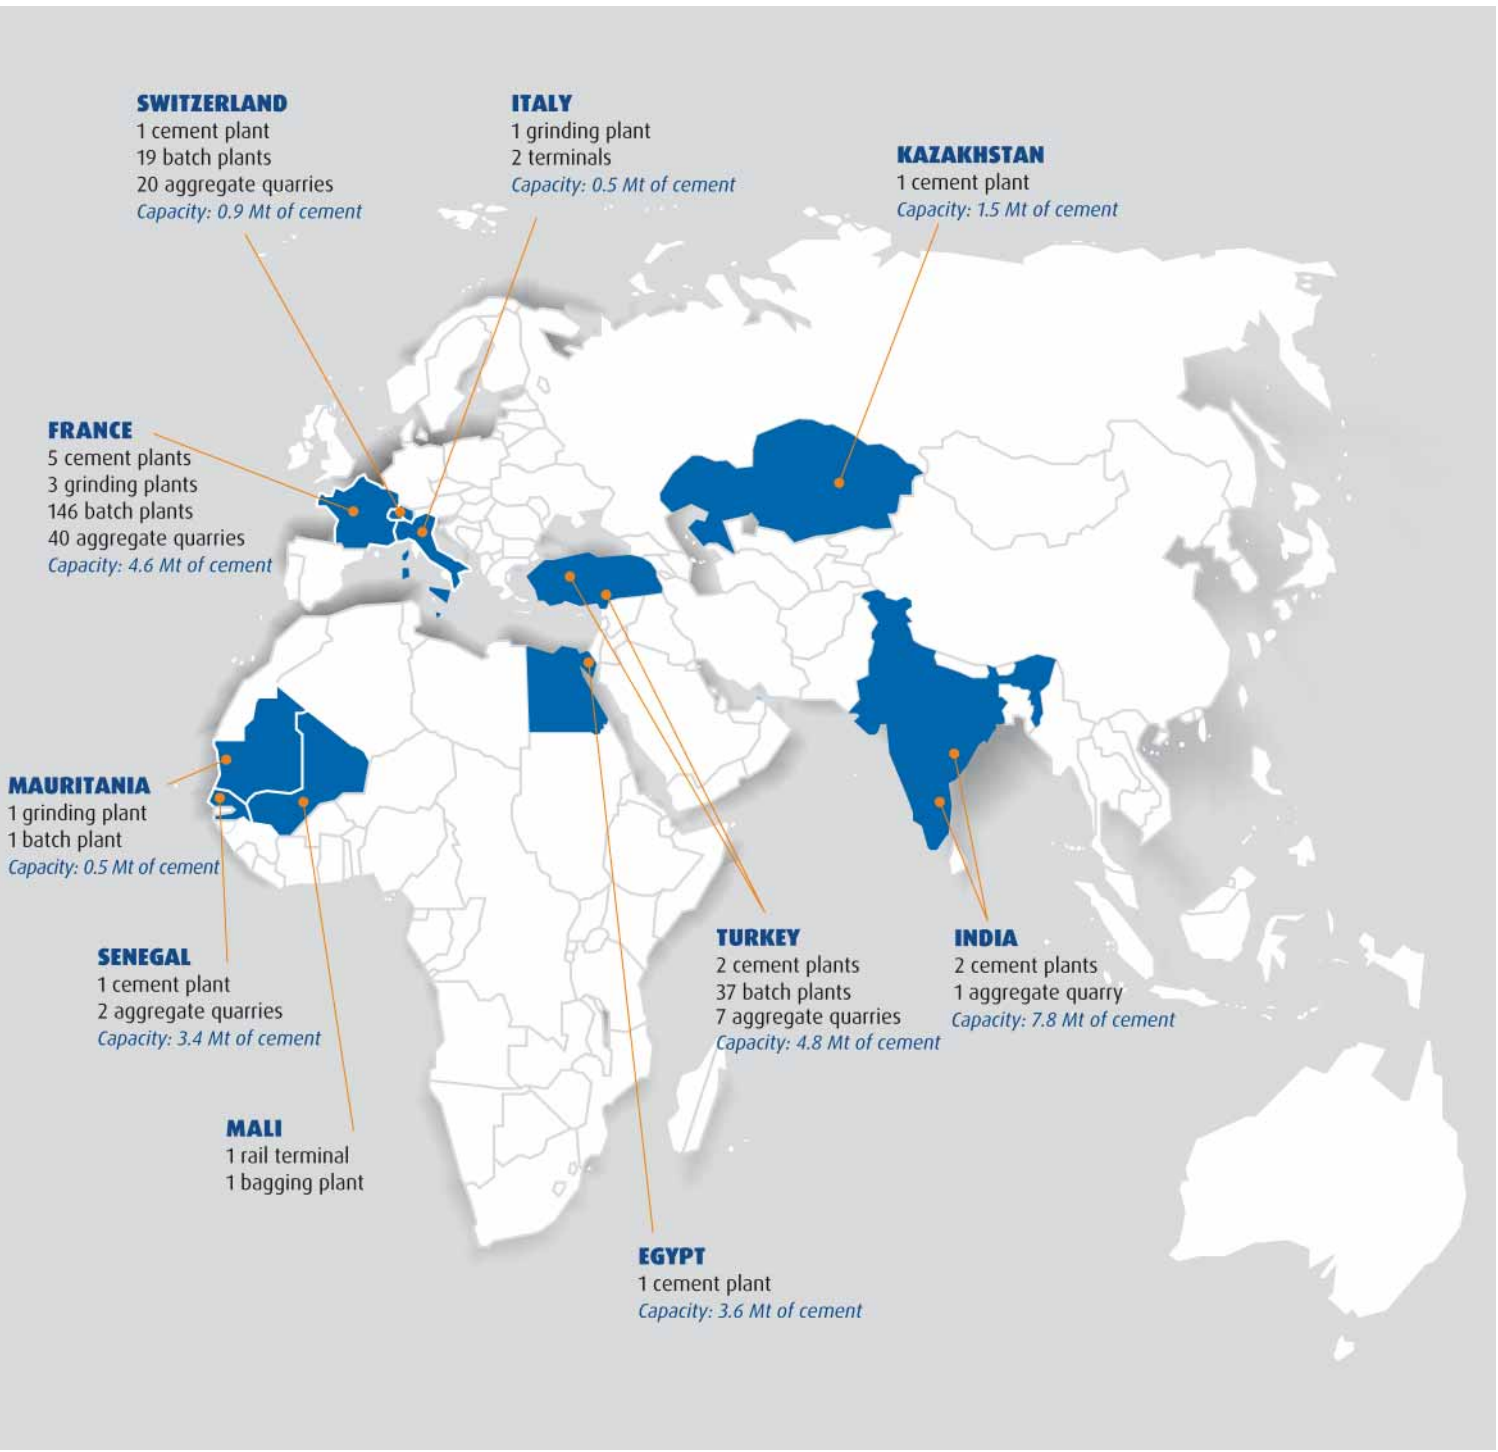 SWITZERLAND
1 cement plant
19 batch plants
20 aggregate quarries
Capacity: 0.9 Mt of cement
ITALY
1 grinding plant
2 terminals
Capacity: 0.5 Mt of cement
KAZAKHSTAN
1 cement plant
Capacity: 1.5 Mt of cement
FRANCE
5 cement plants
3 grinding plants
146 batch plants
40 aggregate quarries
Capacity: 4.6 Mt of cement
MAURITANIA
1 grinding plant
1 batch plant
Capacity: 0.5 Mt of cement
SENEGAL
1 cement plant
2 aggregate quarries
Capacity: 3.4 Mt of cement
TURKEY
2 cement plants
37 batch plants
7 aggregate quarries
Capacity: 4.8 Mt of cement
INDIA
2 cement plants
1 aggregate quarry
Capacity: 7.8 Mt of cement
MALI
1 rail terminal
1 bagging plant
EGYPT
1 cement plant
Capacity: 3.6 Mt of cement